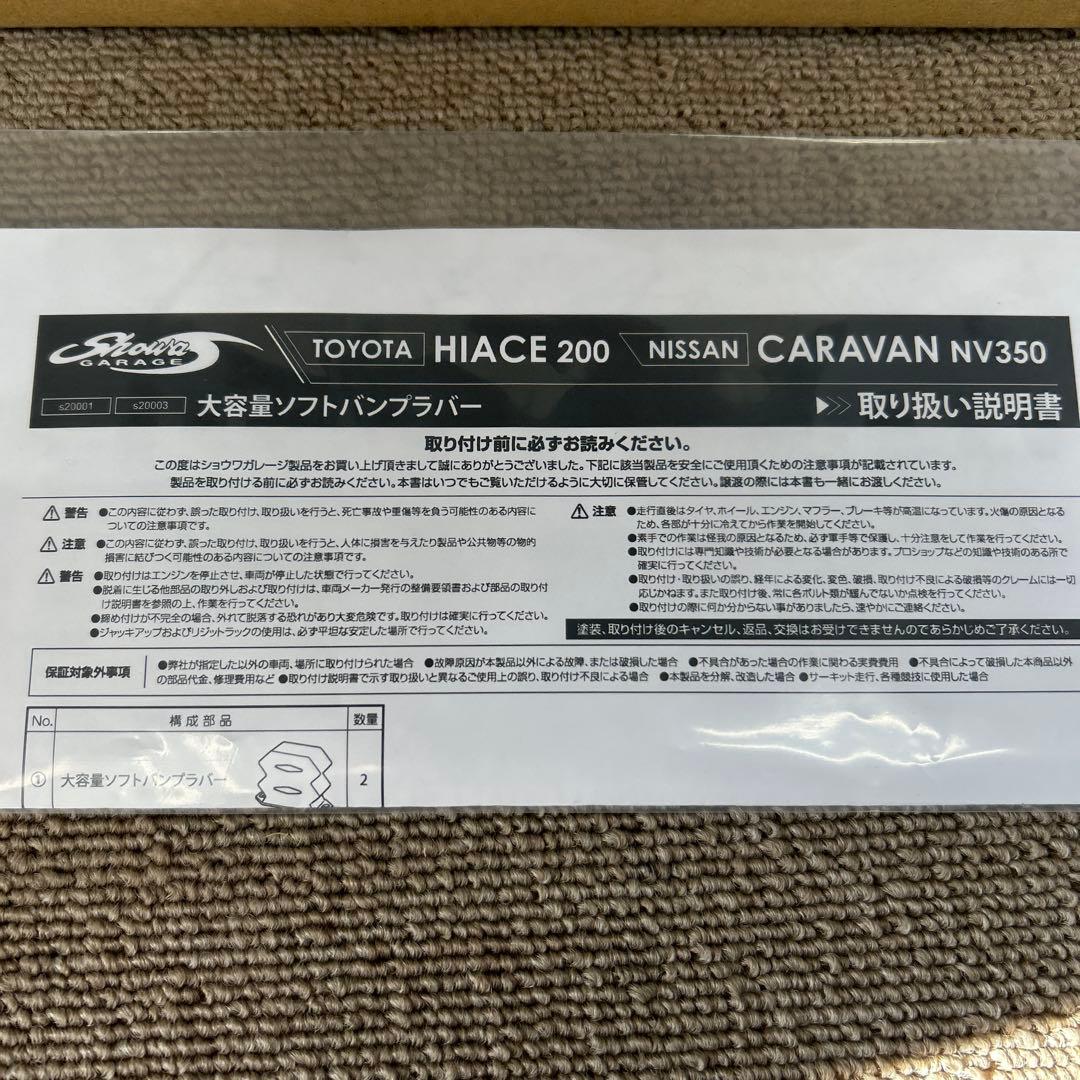 Showa GARAGE
TOYOTA HIACE 200 NISSAN CARAVAN NV350
s20001 s20003 大容量ソフトバンプラバー 取り扱い説明書
取り付け前に必ずお読みください。
この度はショウワガレージ製品をお買い上げ頂きまして誠にありがとうございました。下記に該当製品を安全にご使用頂くための注意事項が記載されています。
製品を取り付ける前に必ずお読みください。本書はいつでもご覧いただけるように大切に保管してください。譲渡の際には本書も一緒にお渡しください。
⚠ 警告 ●この内容に従わず、誤った取り付け、取り扱いを行うと、死亡事故や重傷等を負う可能性のある内容に
ついての注意事項です。
⚠ 注意 ●この内容に従わず、誤った取り付け、取り扱いを行うと、人体に損害を与えたり製品や公共物等の物的
損害に結びつく可能性のある内容についての注意事項です。
⚠ 警告 ●取り付けはエンジンを停止させ、車両が停止した状態で行ってください。
●脱着に生じる他部品の取り外しおよび取り付けは、車両メーカー発行の整備要領書および部品の取り付
け説明書を参照の上、作業を行ってください。
●締め付けが不完全の場合、外れて脱落する恐れがあり大変危険です。取り付けは確実に行ってください。
●ジャッキアップおよびリジットラックの使用は、必ず平坦な安定した場所で行ってください。
⚠ 注意 ●走行直後はタイヤ、ホイール、エンジン、マフラー、ブレーキ等が高温になっています。火傷の原因となる
ため、各部が十分に冷えてから作業を開始してください。
●素手での作業は怪我の原因となるため、必ず軍手等で保護し、十分注意をして作業を行ってください。
●取り付けには専門知識や技術が必要となる場合があります。プロショップなどの知識や技術のある所で
確実に行ってください。
●取り付け・取り扱いの誤り、経年による変化、変色、破損、取り付け不良による破損等のクレームには一切
応じかねます。また取り付け後、常に各ボルト類が緩んでないか点検を行ってください。
●取り付けの際に何か分からない事がありましたら、速やかにご連絡ください。
塗装、取り付け後のキャンセル、返品、交換はお受けできませんのであらかじめご了承ください。
保証対象外事項 ●弊社が指定した以外の車両、場所に取り付けられた場合 ●故障原因が本製品以外による故障、または破損した場合 ●不具合があった場合の作業に関わる実費費用 ●不具合によって破損した本商品以外
の部品代金、修理費用など ●取り付け説明書で示す取り扱いと異なるご使用上の誤り、取り付け不良による場合 ●本製品を分解、改造した場合 ●サーキット走行、各種競技に使用した場合
No. 構成部品 数量
① 大容量ソフトバンプラバー 2